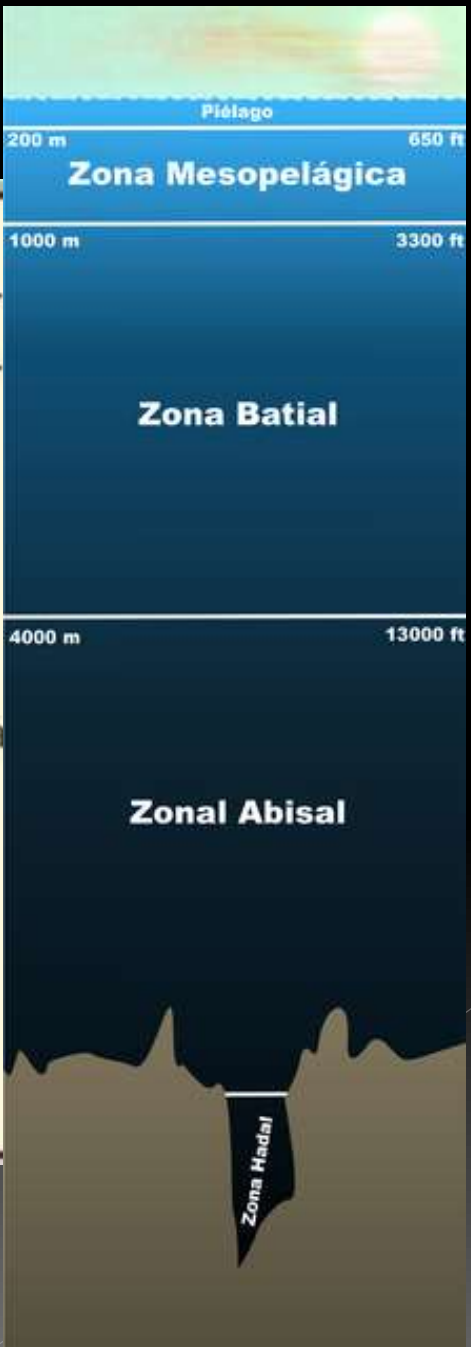 Piélago
200 m 650 ft
Zona Mesopelágica
1000 m 3300 ft
Zona Batial
4000 m 13000 ft
Zonal Abisal
Zona Hadal